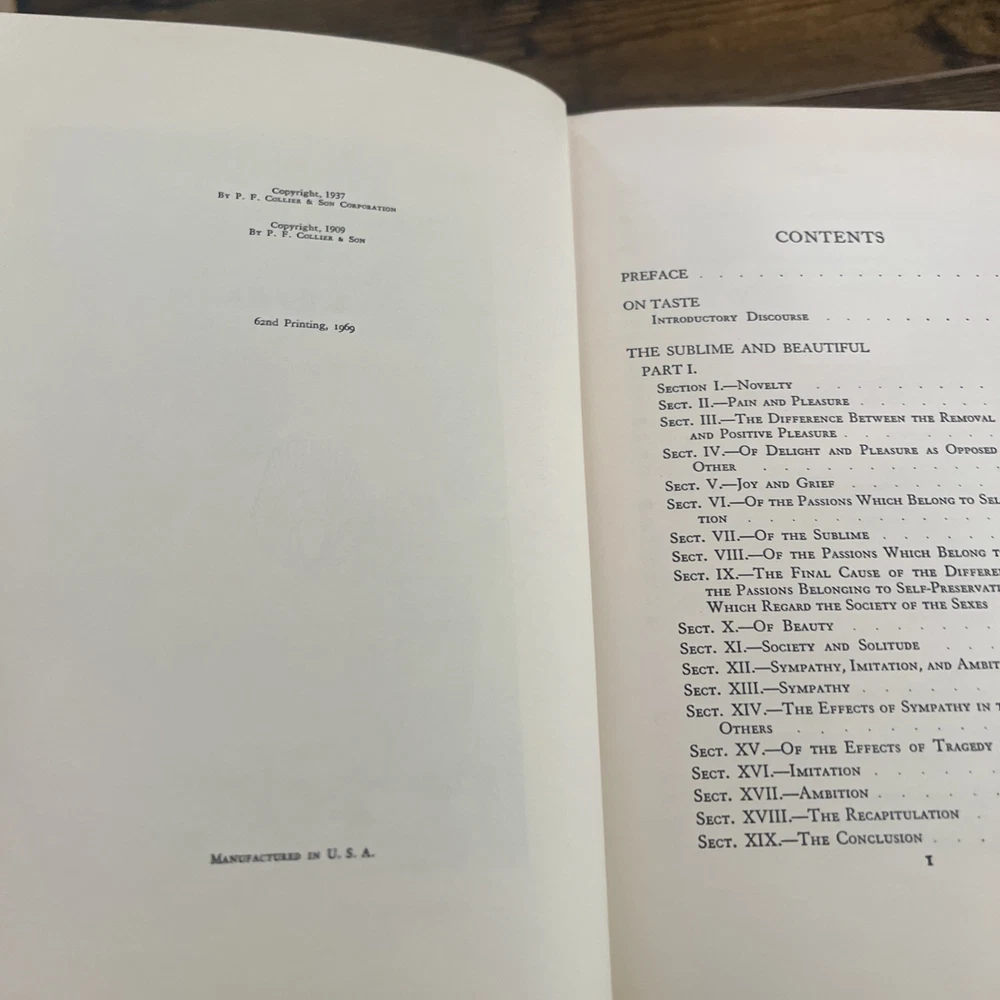 Copyright, 1937
By P. F. Collier & Son Corporation
Copyright, 1909
By P. F. Collier & Son
62nd Printing, 1969
Manufactured in U. S. A.
CONTENTS
PREFACE . . . . . . . . . . . . . . . .
ON TASTE
Introductory Discourse . . . . . . . . .
THE SUBLIME AND BEAUTIFUL
PART I.
Section I.—Novelty . . . . . . . . .
Sect. II.—Pain and Pleasure . . . . . . .
Sect. III.—The Difference Between the Removal
and Positive Pleasure . . . . . . . .
Sect. IV.—Of Delight and Pleasure as Opposed
Other . . . . . . . . . . . .
Sect. V.—Joy and Grief . . . . . . .
Sect. VI.—Of the Passions Which Belong to Sel
tion . . . . . . . . . . . .
Sect. VII.—Of the Sublime . . . . . .
Sect. VIII.—Of the Passions Which Belong t
Sect. IX.—The Final Cause of the Differe
the Passions Belonging to Self-Preservati
Which Regard the Society of the Sexes
Sect. X.—Of Beauty . . . . . . .
Sect. XI.—Society and Solitude . . .
Sect. XII.—Sympathy, Imitation, and Ambit
Sect. XIII.—Sympathy . . . . . . .
Sect. XIV.—The Effects of Sympathy in t
Others . . . . . . . . . .
Sect. XV.—Of the Effects of Tragedy
Sect. XVI.—Imitation . . . . . .
Sect. XVII.—Ambition . . . . . .
Sect. XVIII.—The Recapitulation .
Sect. XIX.—The Conclusion . . .
1